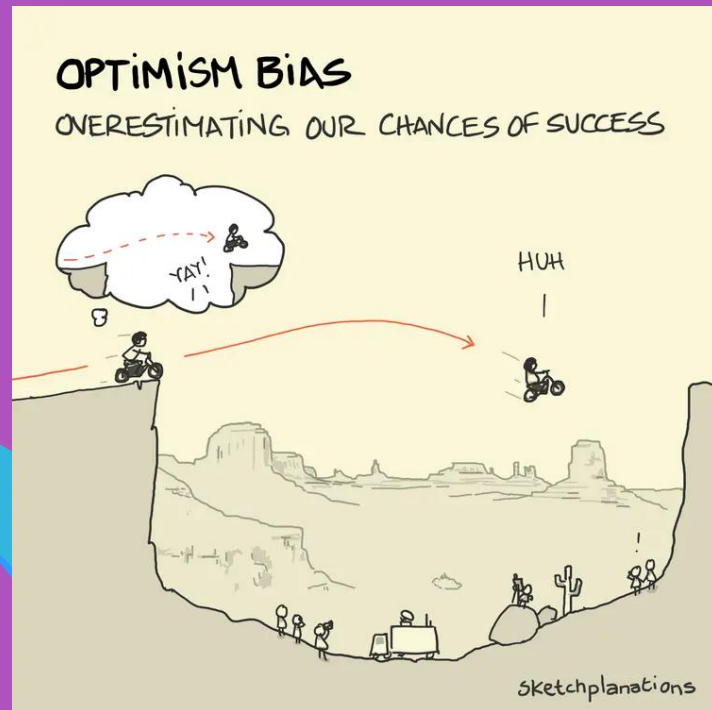 OPTIMISM BIAS
OVERESTIMATING OUR CHANCES OF SUCCESS
YAY!
HUH
!
sketchplanations